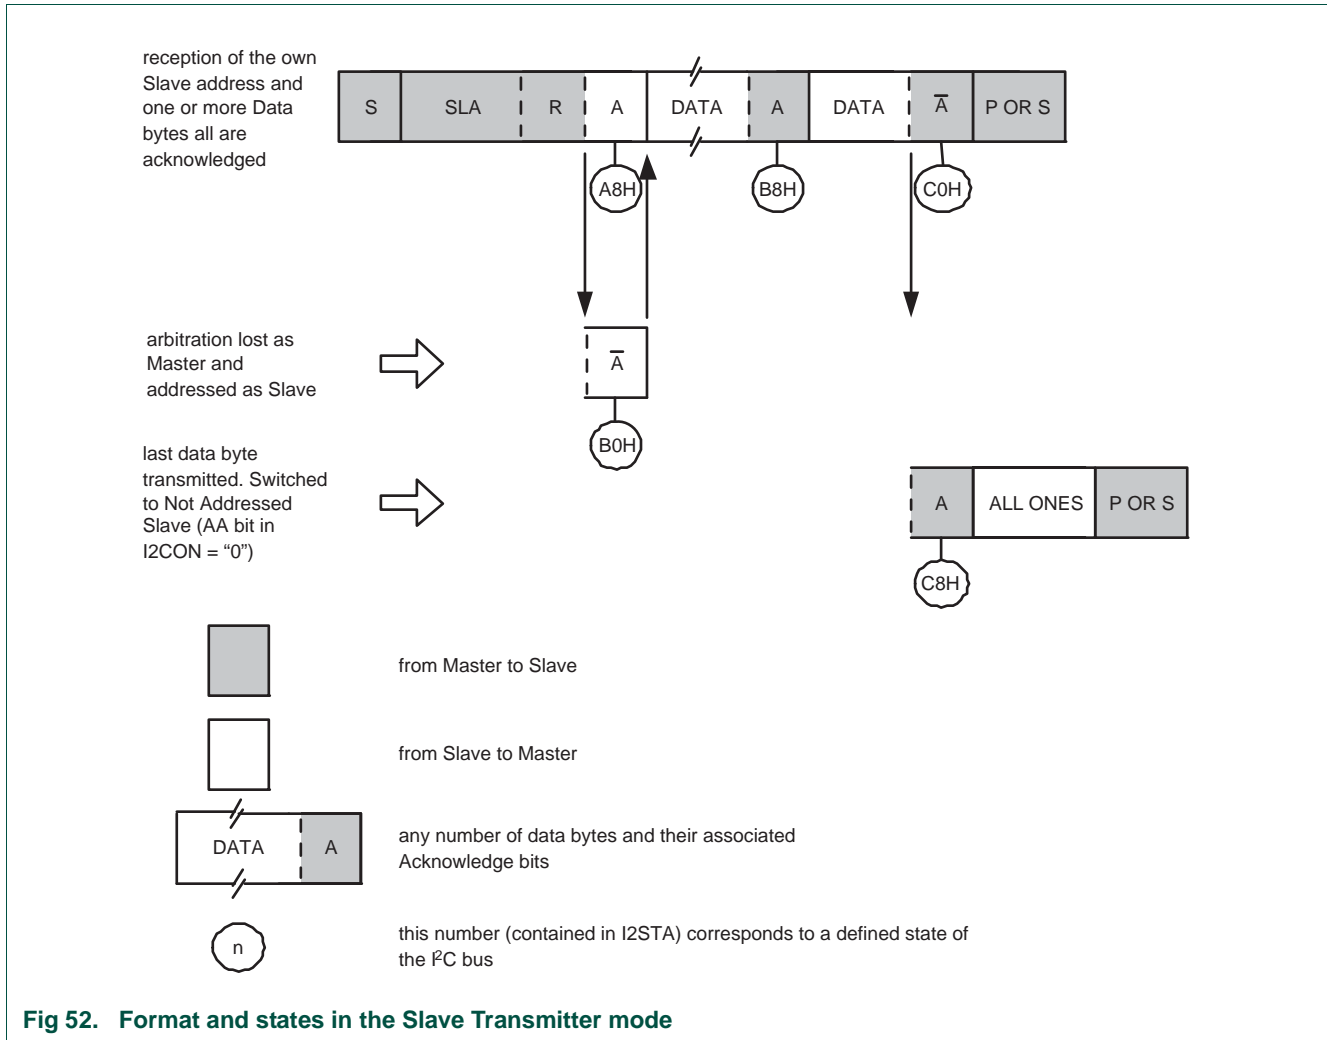 reception of the own
Slave address and
one or more Data
bytes all are
acknowledged
S SLA R A DATA A DATA A̅ P OR S
A8H B8H C0H
arbitration lost as
Master and
addressed as Slave
A̅
B0H
last data byte
transmitted. Switched
to Not Addressed
Slave (AA bit in
I2CON = “0”)
A ALL ONES P OR S
C8H
from Master to Slave
from Slave to Master
DATA A
any number of data bytes and their associated
Acknowledge bits
n
this number (contained in I2STA) corresponds to a defined state of
the I²C bus
Fig 52. Format and states in the Slave Transmitter mode